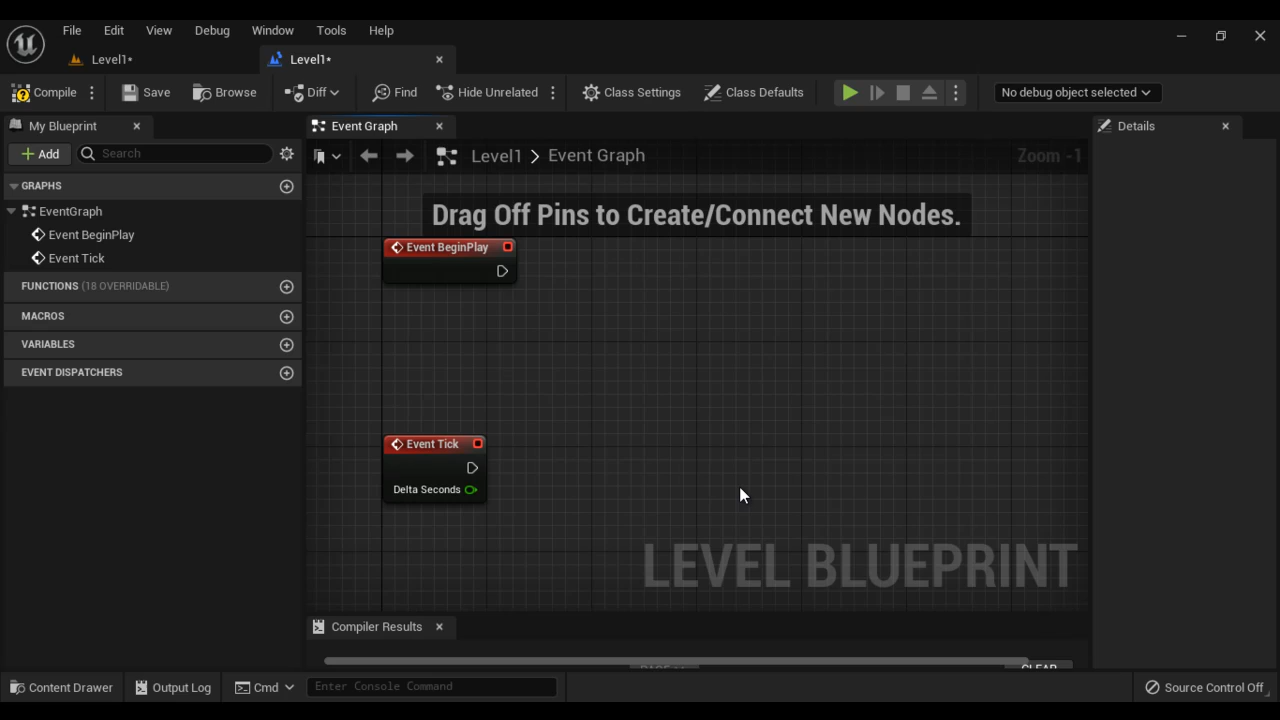 File Edit View Debug Window Tools Help
Level1*
Level1*
Compile Save Browse Diff Find Hide Unrelated Class Settings Class Defaults No debug object selected
My Blueprint
Event Graph
Details
Add Search
Level1 > Event Graph
Zoom -1
GRAPHS
EventGraph
Event BeginPlay
Event Tick
FUNCTIONS (18 OVERRIDABLE)
MACROS
VARIABLES
EVENT DISPATCHERS
Drag Off Pins to Create/Connect New Nodes.
Event BeginPlay
Event Tick
Delta Seconds
LEVEL BLUEPRINT
Compiler Results
CLEAR
Content Drawer Output Log Cmd Enter Console Command Source Control Off